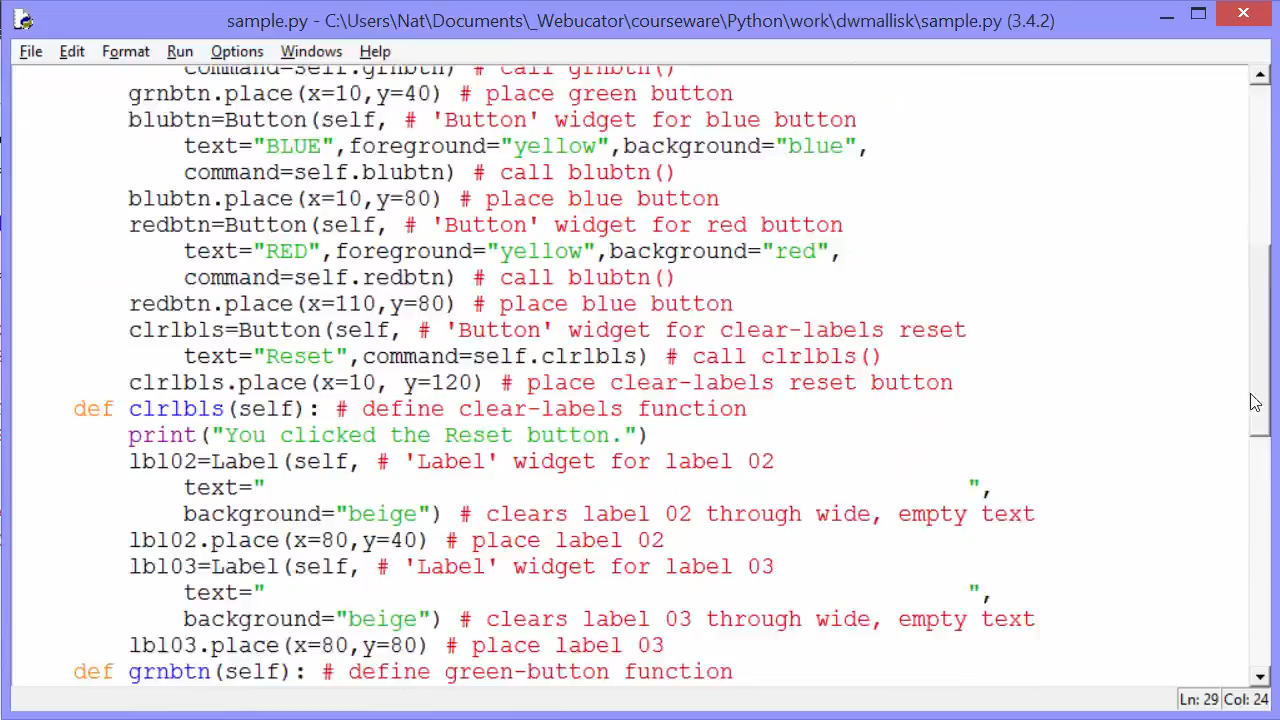 sample.py - C:\Users\Nat\Documents\_Webucator\courseware\Python\work\dwmallisk\sample.py (3.4.2)
File Edit Format Run Options Windows Help
command=self.grnbtn) # call grnbtn()
grnbtn.place(x=10,y=40) # place green button
blubtn=Button(self, # 'Button' widget for blue button
text="BLUE",foreground="yellow",background="blue",
command=self.blubtn) # call blubtn()
blubtn.place(x=10,y=80) # place blue button
redbtn=Button(self, # 'Button' widget for red button
text="RED",foreground="yellow",background="red",
command=self.redbtn) # call blubtn()
redbtn.place(x=110,y=80) # place blue button
clrlbls=Button(self, # 'Button' widget for clear-labels reset
text="Reset",command=self.clrlbls) # call clrlbls()
clrlbls.place(x=10, y=120) # place clear-labels reset button
def clrlbls(self): # define clear-labels function
print("You clicked the Reset button.")
lbl02=Label(self, # 'Label' widget for label 02
text="                                                   ",
background="beige") # clears label 02 through wide, empty text
lbl02.place(x=80,y=40) # place label 02
lbl03=Label(self, # 'Label' widget for label 03
text="                                                   ",
background="beige") # clears label 03 through wide, empty text
lbl03.place(x=80,y=80) # place label 03
def grnbtn(self): # define green-button function
Ln: 29 Col: 24